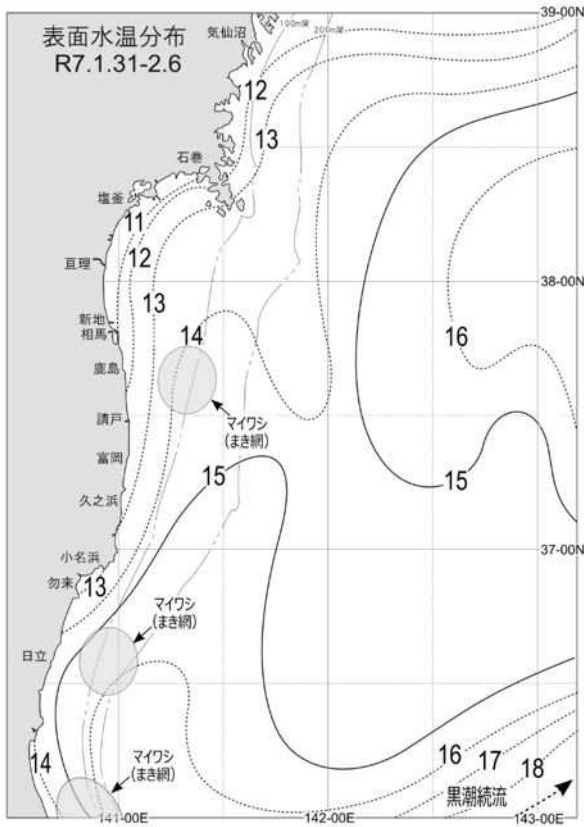 表面水温分布
R7.1.31-2.6
気仙沼
100m深
200m深
39-00N
12
13
石巻
塩釜
11
亘理
12
38-00N
13
新地
相馬
14
16
鹿島
請戸
マイワシ
(まき網)
富岡
15
15
久之浜
37-00N
小名浜
勿来
13
マイワシ
(まき網)
日立
14
マイワシ
(まき網)
16
17
18
黒潮続流
141-00E
142-00E
143-00E